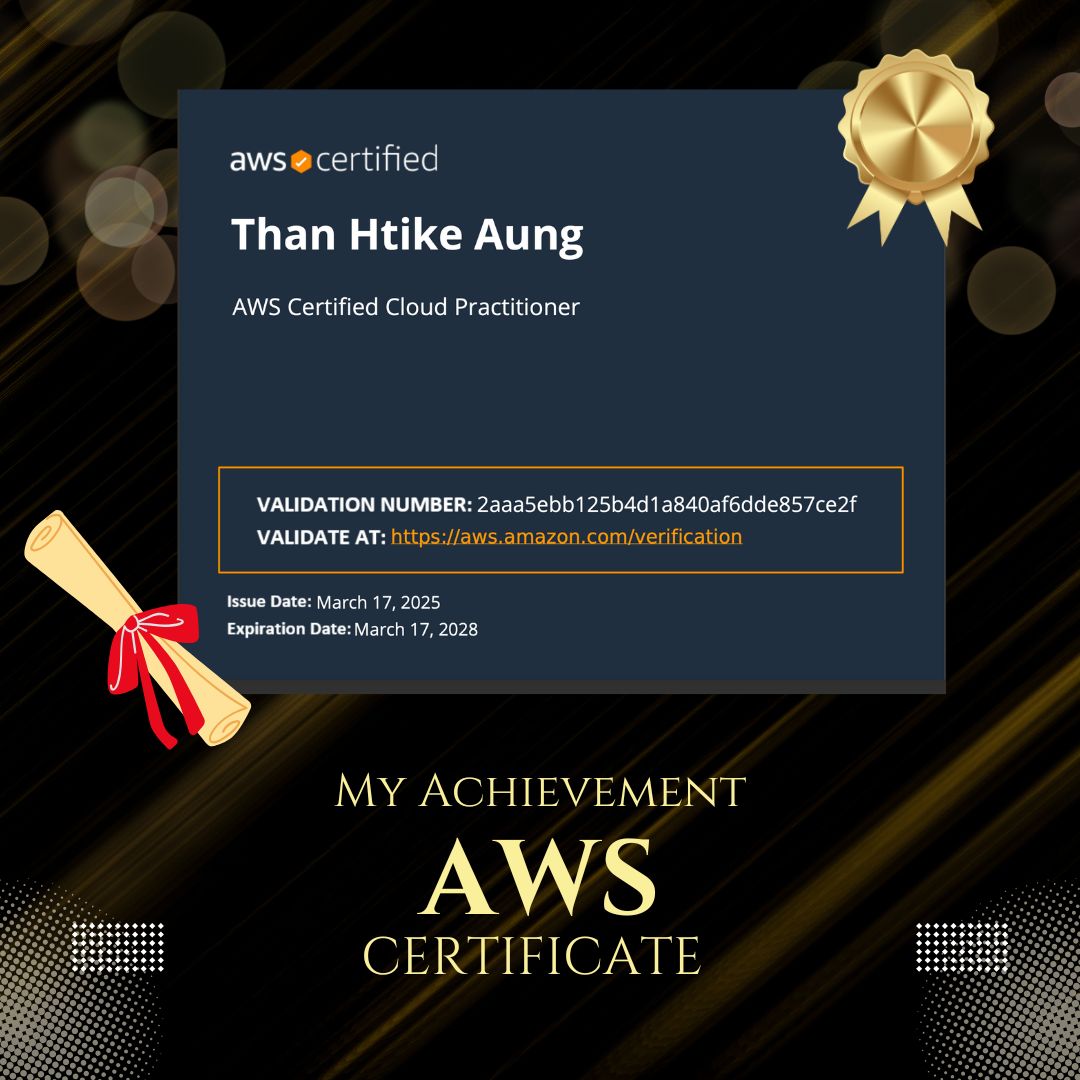 aws certified
Than Htike Aung
AWS Certified Cloud Practitioner
VALIDATION NUMBER: 2aaa5ebb125b4d1a840af6dde857ce2f
VALIDATE AT: https://aws.amazon.com/verification
Issue Date: March 17, 2025
Expiration Date: March 17, 2028
My Achievement
AWS
CERTIFICATE